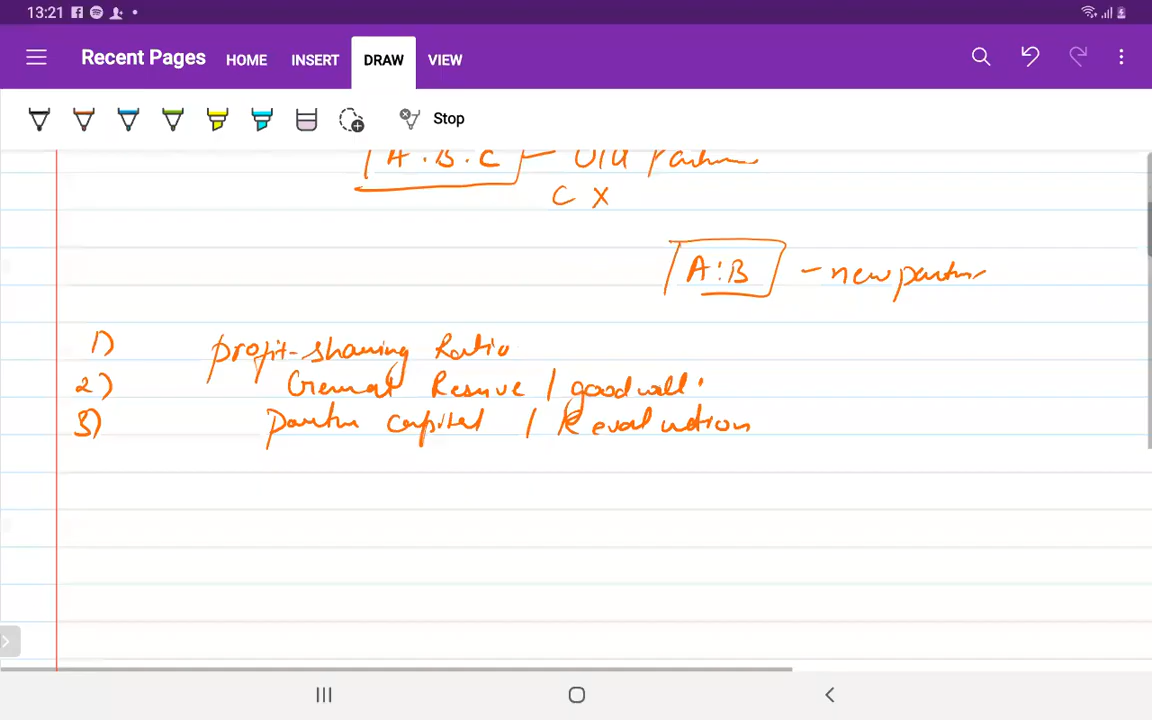 13:21
Recent Pages HOME INSERT DRAW VIEW
Stop
A . B . C — Old Partner
C X
A : B — new partner
1) profit-sharing Ratio
2) General Reserve / goodwill
3) Partner capital / Revaluation